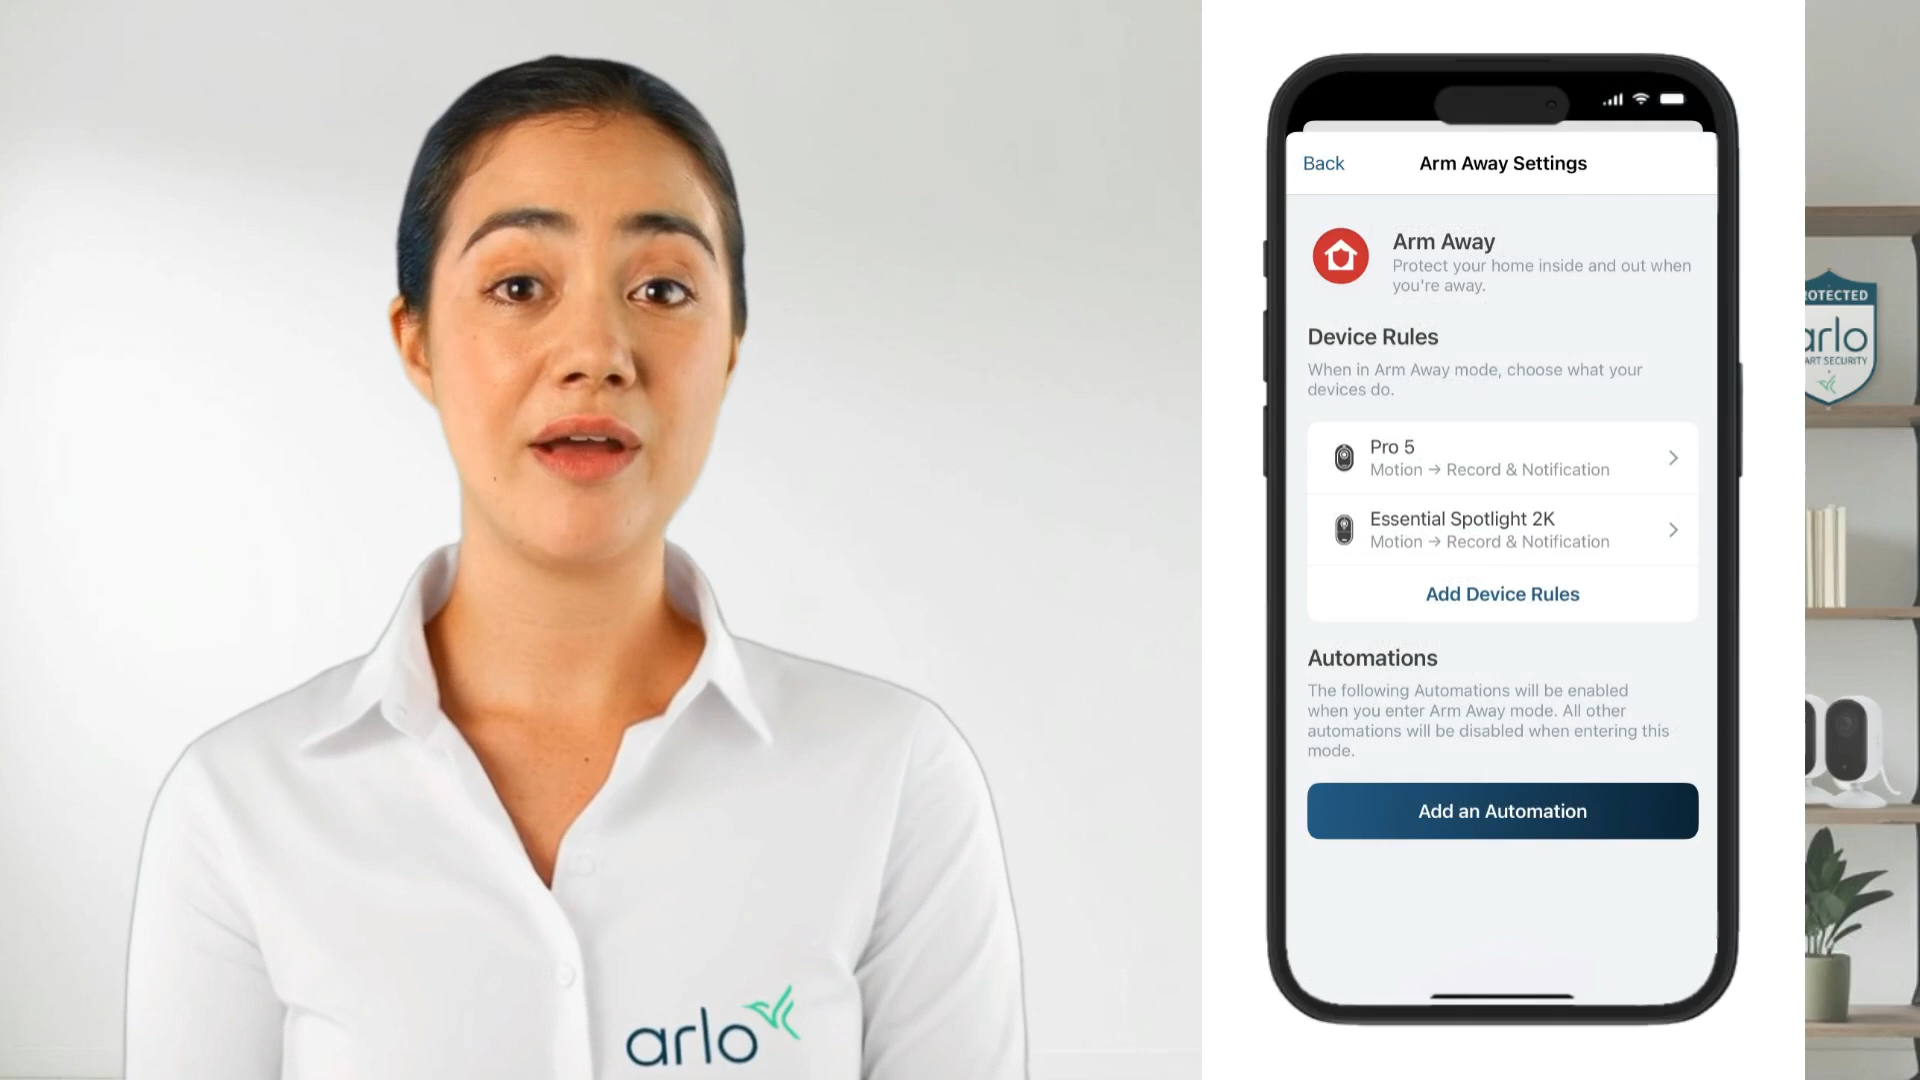 arlo
Back
Arm Away Settings
Arm Away
Protect your home inside and out when
you're away.
Device Rules
When in Arm Away mode, choose what your
devices do.
Pro 5
Motion → Record & Notification
Essential Spotlight 2K
Motion → Record & Notification
Add Device Rules
Automations
The following Automations will be enabled
when you enter Arm Away mode. All other
automations will be disabled when entering this
mode.
Add an Automation
OTECTED
arlo
ART SECURITY